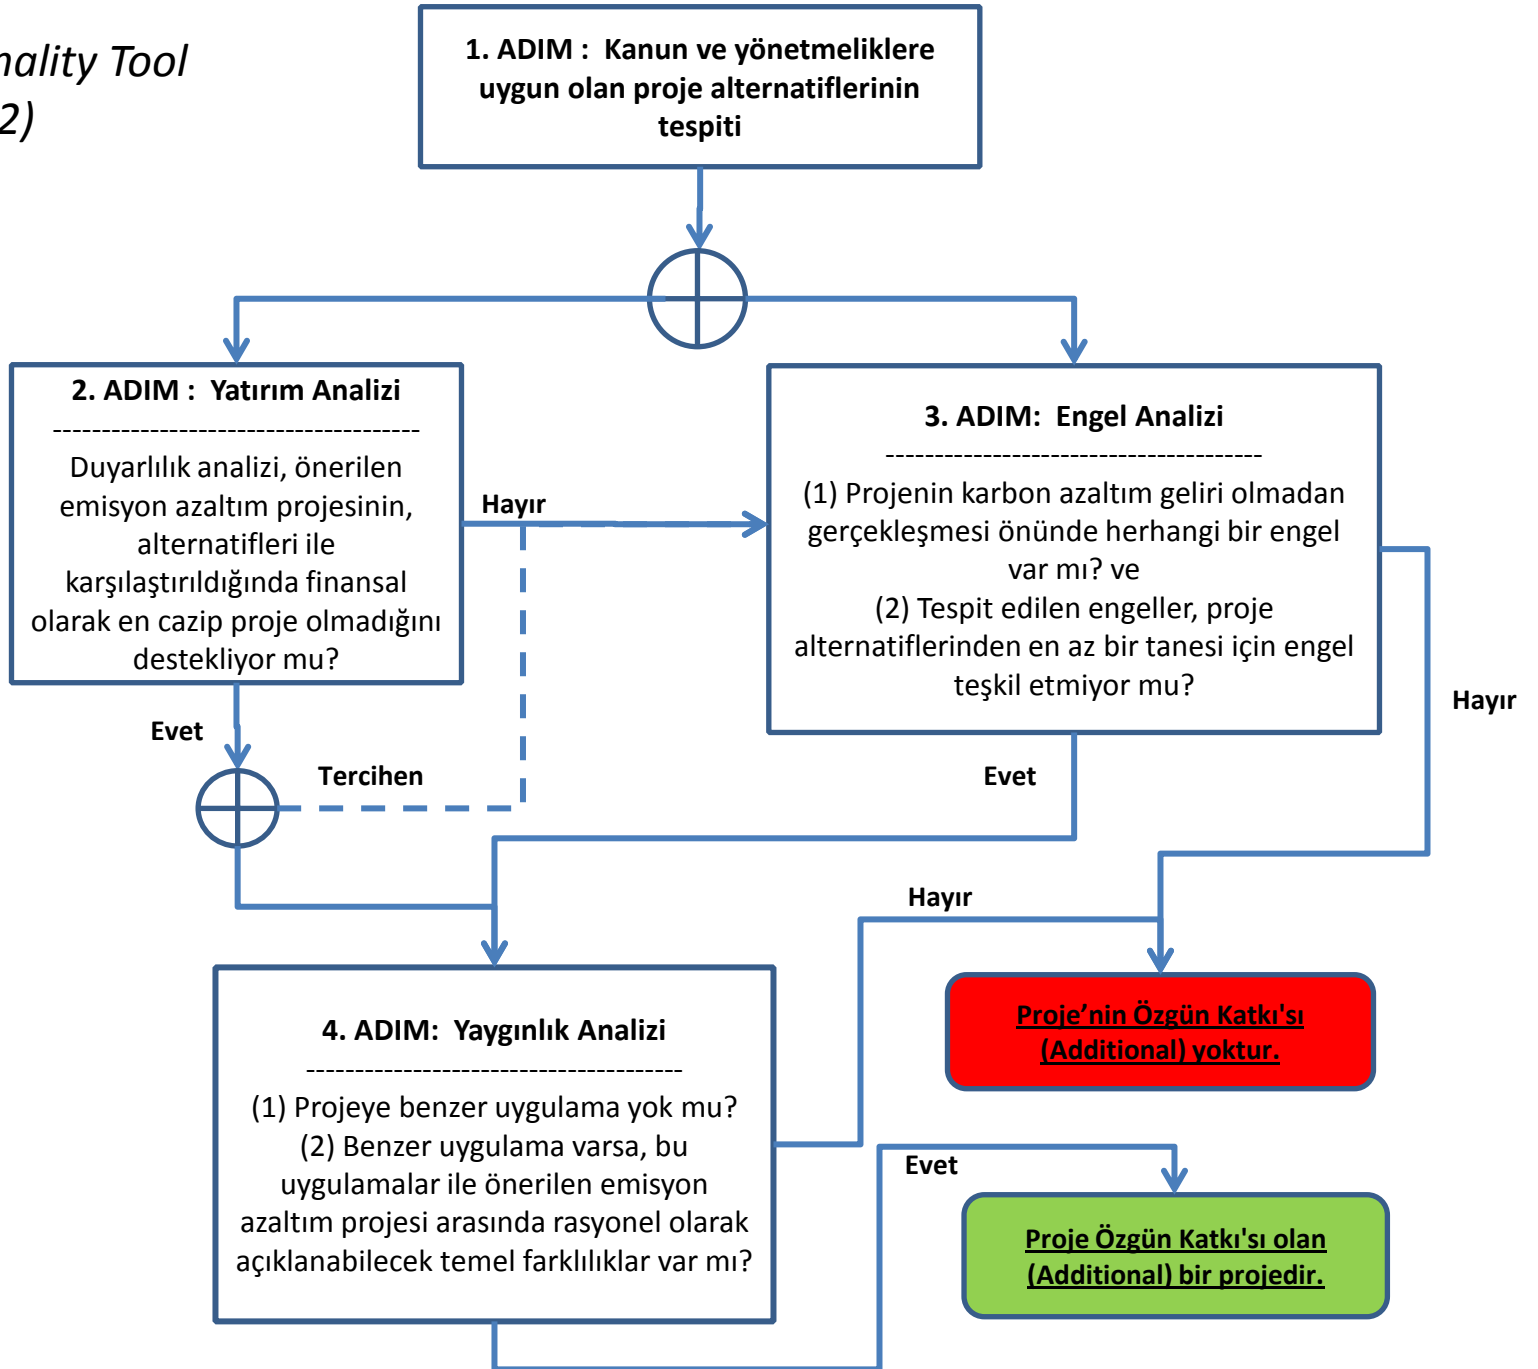 nality Tool
2)
1. ADIM :  Kanun ve yönetmeliklere
uygun olan proje alternatiflerinin
tespiti
2. ADIM :  Yatırım Analizi
--------------------------------------
Duyarlılık analizi, önerilen
emisyon azaltım projesinin,
alternatifleri ile
karşılaştırıldığında finansal
olarak en cazip proje olmadığını
destekliyor mu?
Hayır
3. ADIM:  Engel Analizi
---------------------------------------
(1) Projenin karbon azaltım geliri olmadan
gerçekleşmesi önünde herhangi bir engel
var mı? ve
(2) Tespit edilen engeller, proje
alternatiflerinden en az bir tanesi için engel
teşkil etmiyor mu?
Hayır
Evet
Tercihen
Evet
Hayır
4. ADIM:  Yaygınlık Analizi
---------------------------------------
(1) Projeye benzer uygulama yok mu?
(2) Benzer uygulama varsa, bu
uygulamalar ile önerilen emisyon
azaltım projesi arasında rasyonel olarak
açıklanabilecek temel farklılıklar var mı?
Proje’nin Özgün Katkı'sı
(Additional) yoktur.
Evet
Proje Özgün Katkı'sı olan
(Additional) bir projedir.